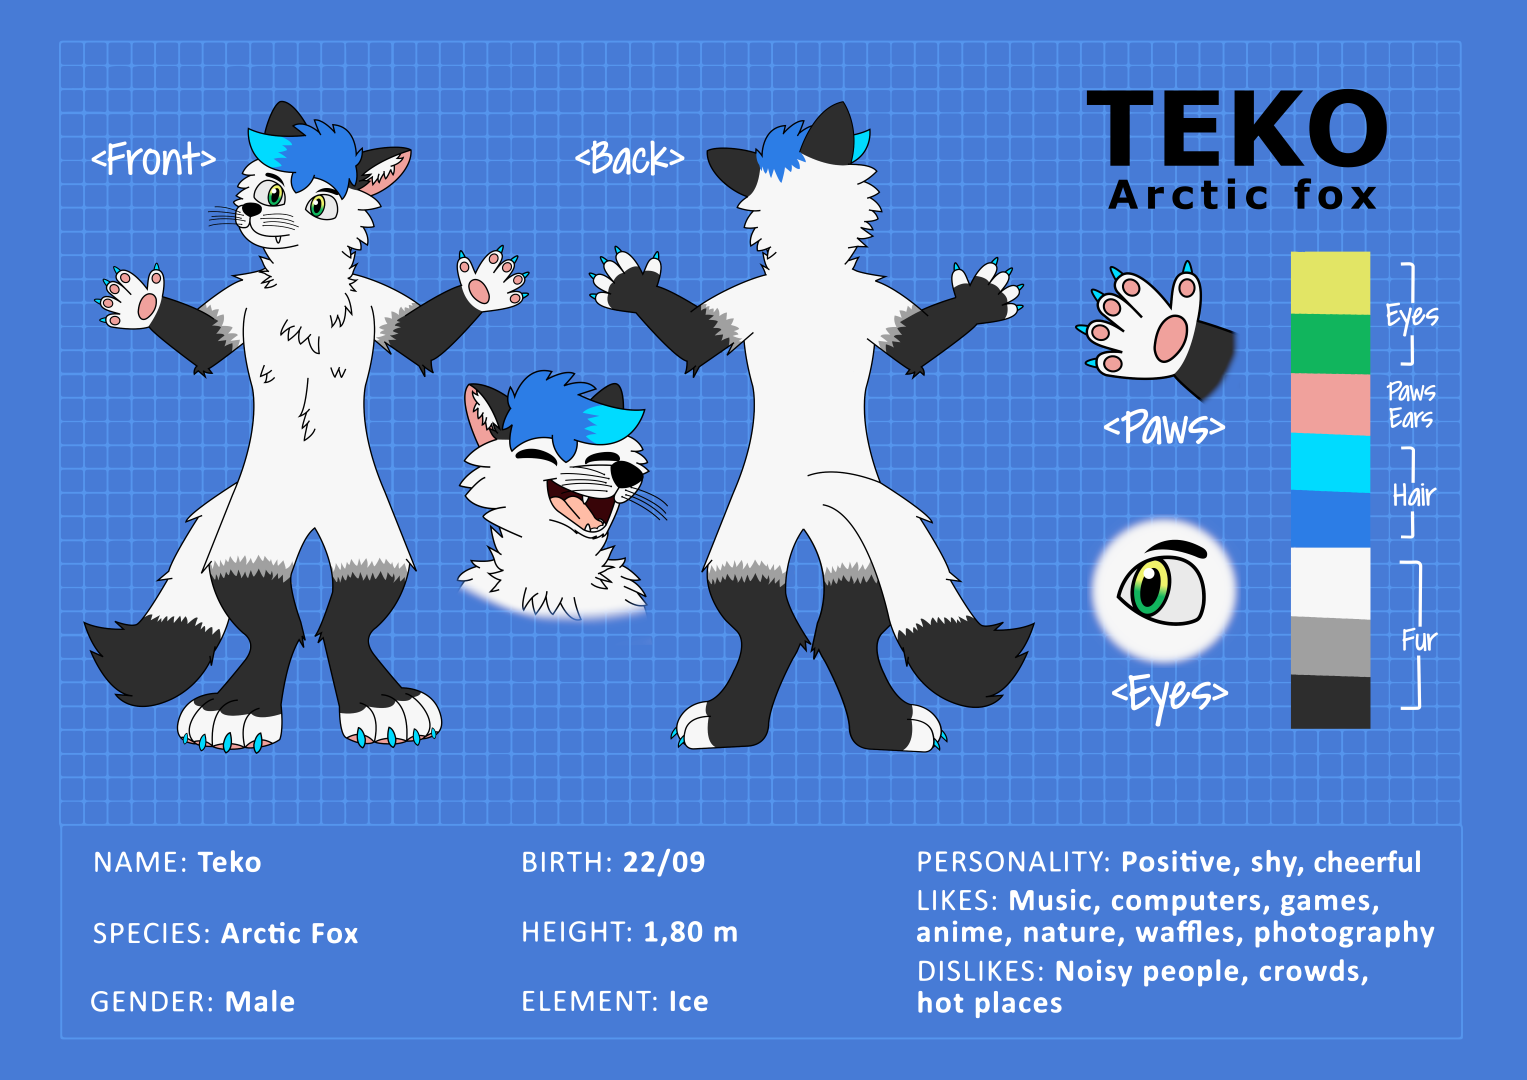 <Front>
<Back>
TEKO
Arctic fox
Eyes
Paws
Ears
<Paws>
Hair
Fur
<Eyes>
NAME: Teko
SPECIES: Arctic Fox
GENDER: Male
BIRTH: 22/09
HEIGHT: 1,80 m
ELEMENT: Ice
PERSONALITY: Positive, shy, cheerful
LIKES: Music, computers, games,
anime, nature, waffles, photography
DISLIKES: Noisy people, crowds,
hot places